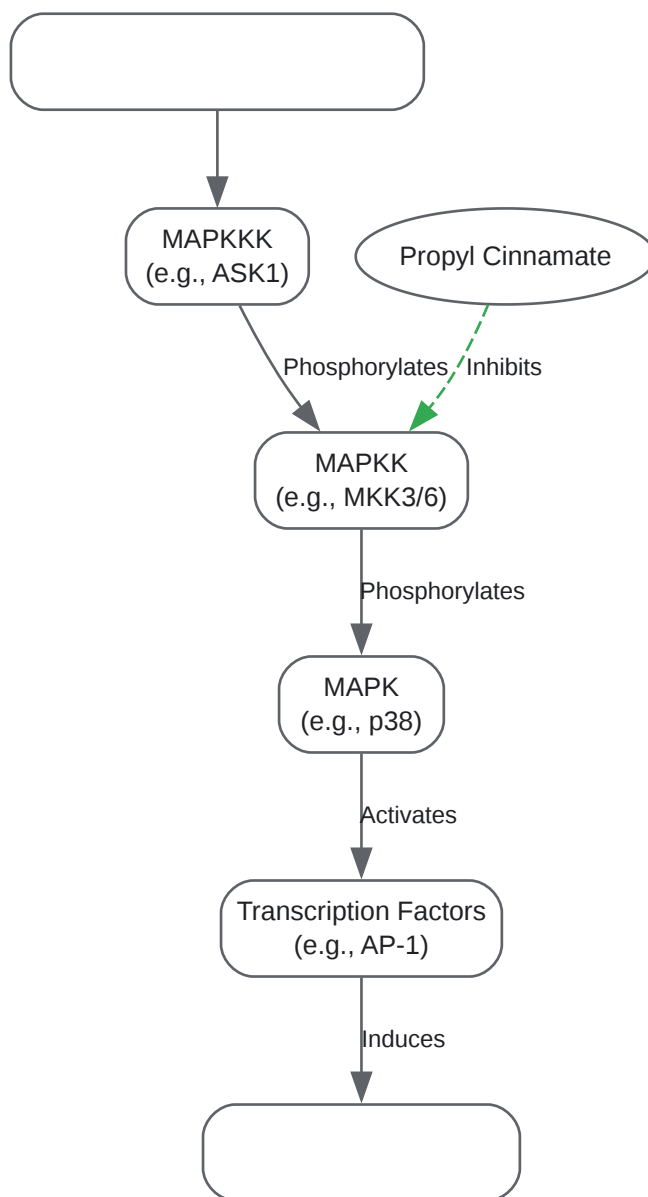 MAPKKK
(e.g., ASK1)
Propyl Cinnamate
Phosphorylates
Inhibits
MAPKK
(e.g., MKK3/6)
Phosphorylates
MAPK
(e.g., p38)
Activates
Transcription Factors
(e.g., AP-1)
Induces